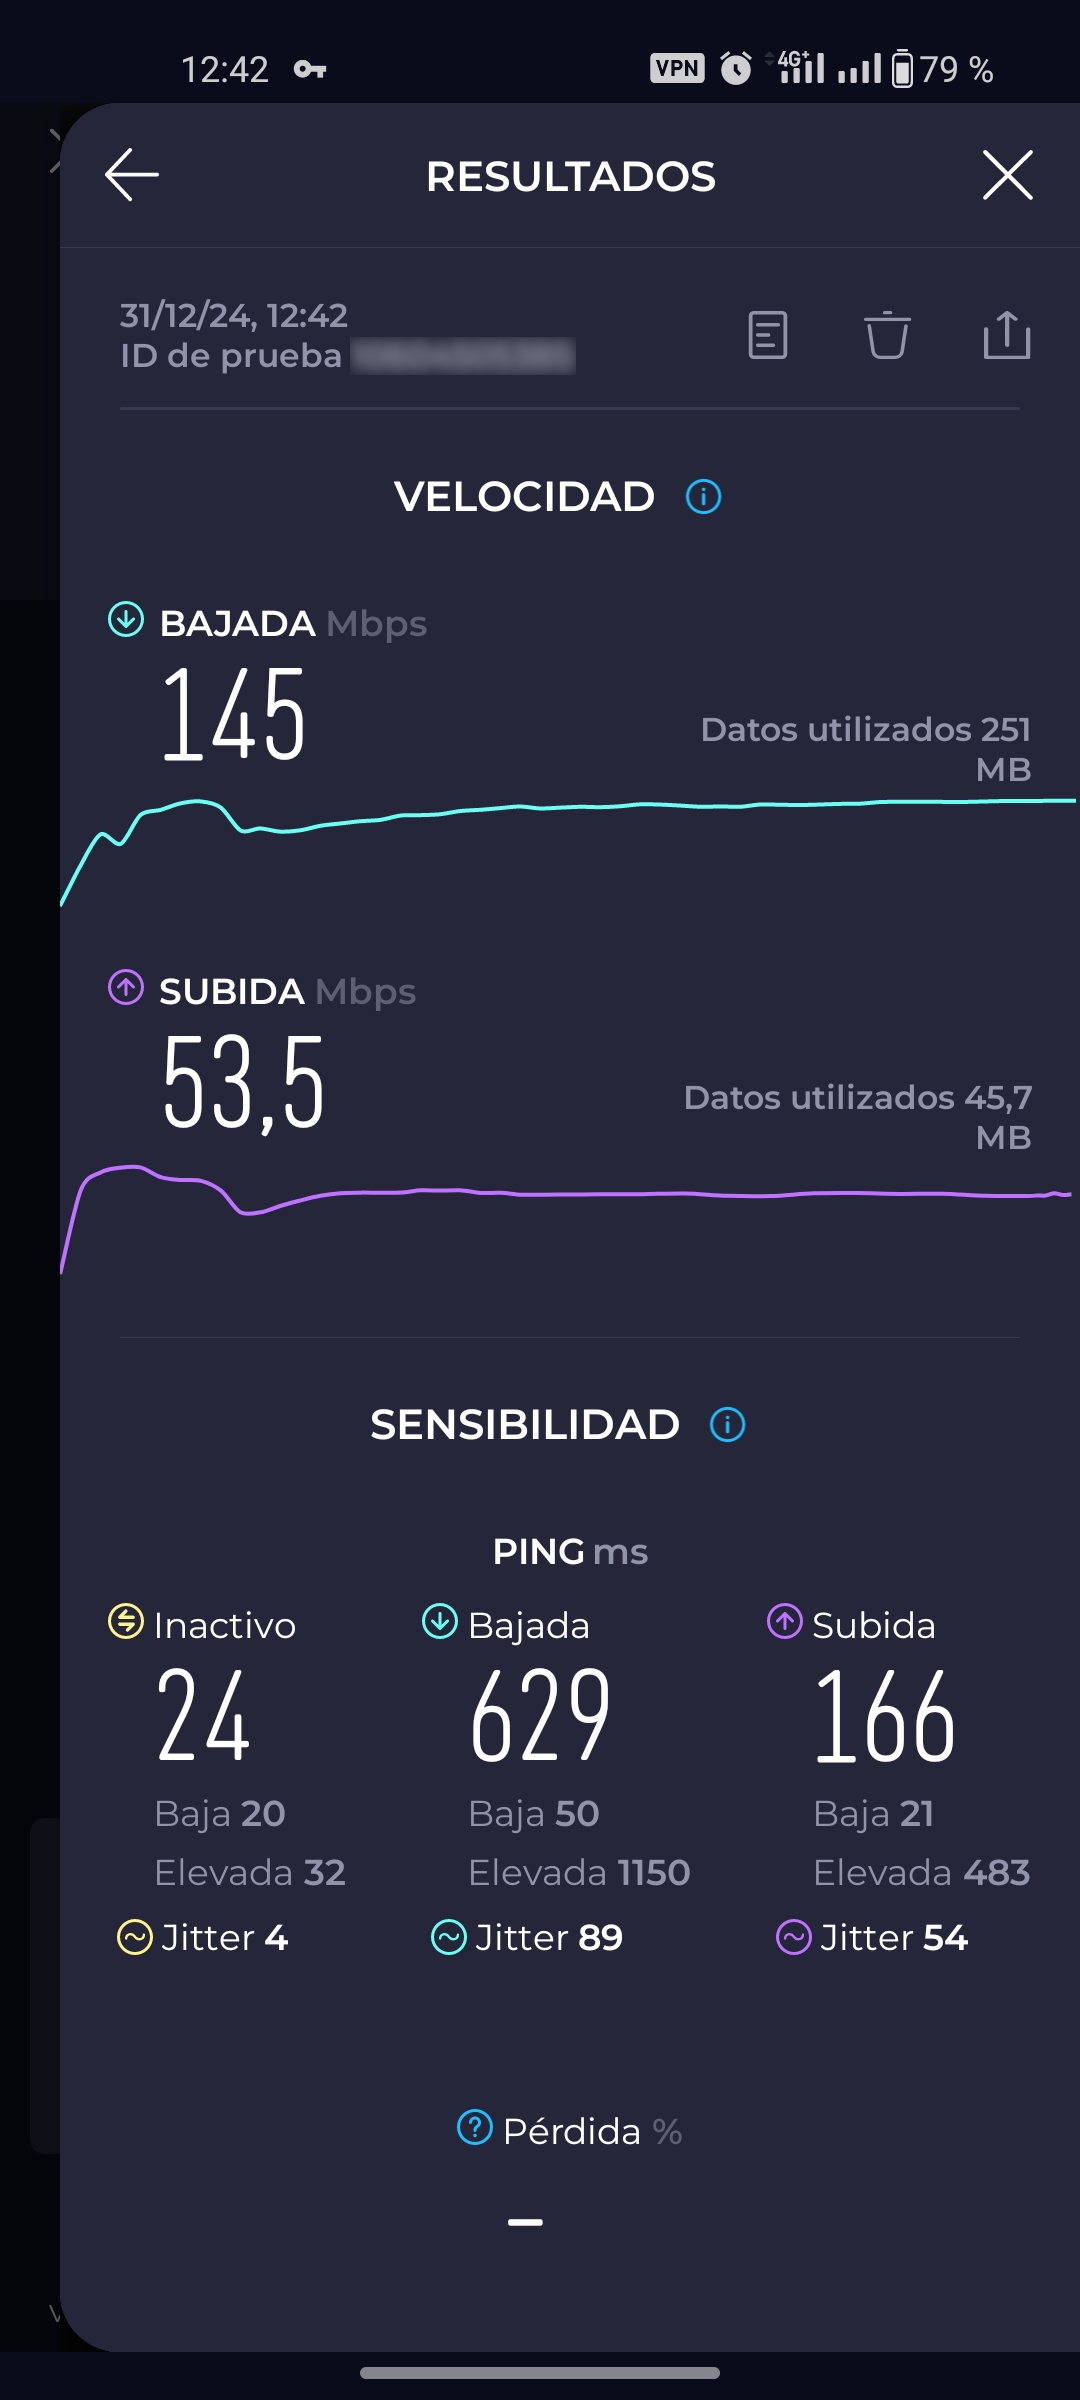 12:42 VPN 4G+ 79 %
RESULTADOS
31/12/24, 12:42
ID de prueba
VELOCIDAD
BAJADA Mbps
145
Datos utilizados 251
MB
SUBIDA Mbps
53,5
Datos utilizados 45,7
MB
SENSIBILIDAD
PING ms
Inactivo Bajada Subida
24 629 166
Baja 20 Baja 50 Baja 21
Elevada 32 Elevada 1150 Elevada 483
Jitter 4 Jitter 89 Jitter 54
Pérdida %
–